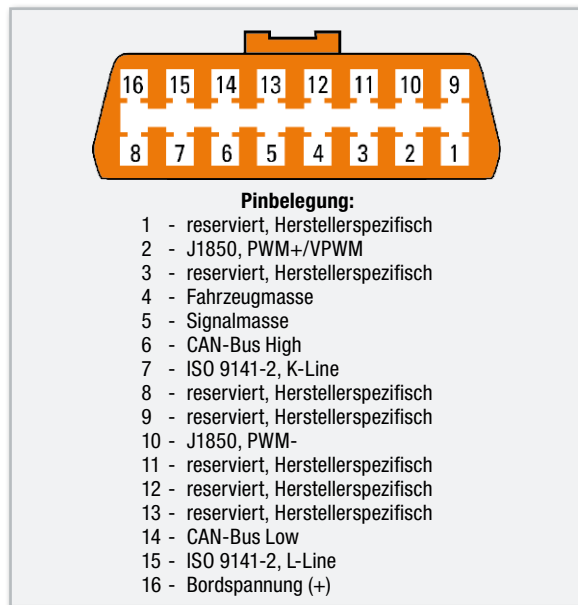 16 15 14 13 12 11 10 9
8 7 6 5 4 3 2 1
Pinbelegung:
1 - reserviert, Herstellerspezifisch
2 - J1850, PWM+/VPWM
3 - reserviert, Herstellerspezifisch
4 - Fahrzeugmasse
5 - Signalmasse
6 - CAN-Bus High
7 - ISO 9141-2, K-Line
8 - reserviert, Herstellerspezifisch
9 - reserviert, Herstellerspezifisch
10 - J1850, PWM-
11 - reserviert, Herstellerspezifisch
12 - reserviert, Herstellerspezifisch
13 - reserviert, Herstellerspezifisch
14 - CAN-Bus Low
15 - ISO 9141-2, L-Line
16 - Bordspannung (+)